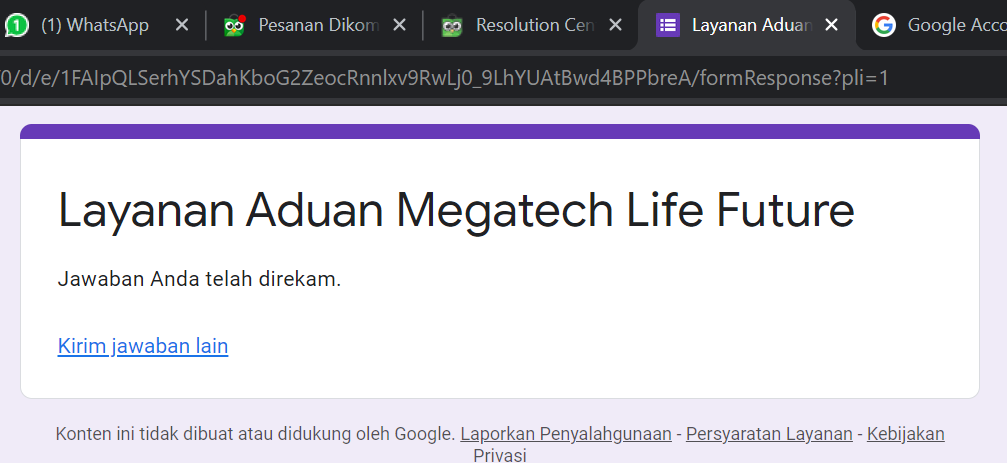 (1) WhatsApp
Pesanan Dikom
Resolution Cen
Layanan Aduan
Google Acco
0/d/e/1FAIpQLSerhYSDahKboG2ZeocRnnlxv9RwLj0_9LhYUAtBwd4BPPbreA/formResponse?pli=1
Layanan Aduan Megatech Life Future
Jawaban Anda telah direkam.
Kirim jawaban lain
Konten ini tidak dibuat atau didukung oleh Google. Laporkan Penyalahgunaan - Persyaratan Layanan - Kebijakan
Privasi